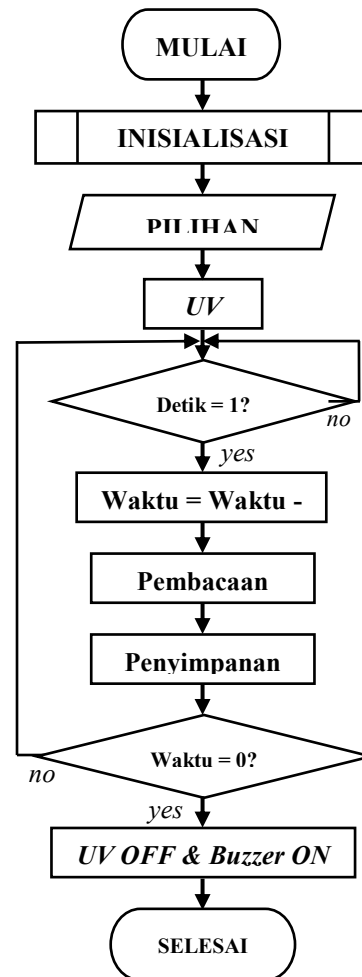 MULAI
INISIALISASI
PILIHAN
UV
Detik = 1?
no
yes
Waktu = Waktu -
Pembacaan
Penyimpanan
Waktu = 0?
no
yes
UV OFF & Buzzer ON
SELESAI